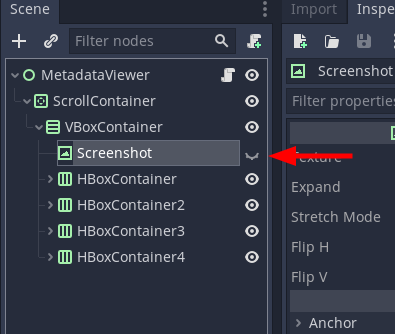 Scene
Import
Inspe
Filter nodes
MetadataViewer
ScrollContainer
VBoxContainer
Screenshot
HBoxContainer
HBoxContainer2
HBoxContainer3
HBoxContainer4
Screenshot
Filter properties
Texture
Expand
Stretch Mode
Flip H
Flip V
Anchor